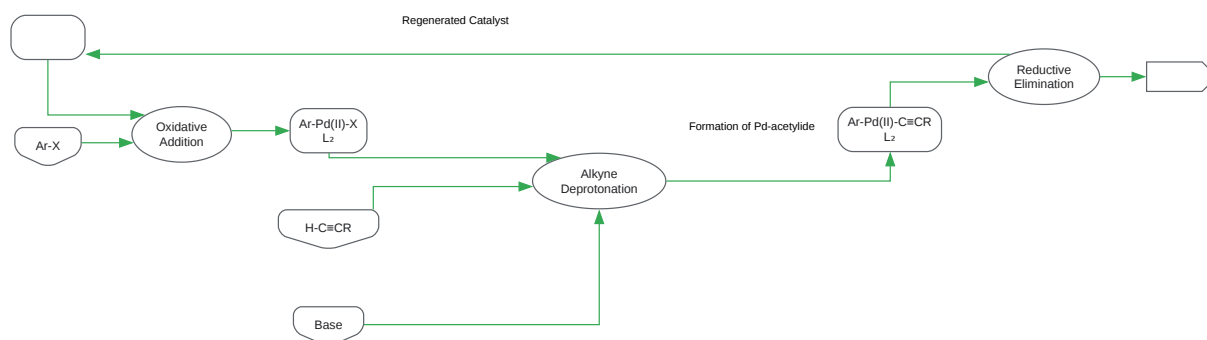 Regenerated Catalyst
Reductive
Elimination
Oxidative
Addition
Ar-X
Ar-Pd(II)-X
L₂
Formation of Pd-acetylide
Ar-Pd(II)-C≡CR
L₂
Alkyne
Deprotonation
H-C≡CR
Base